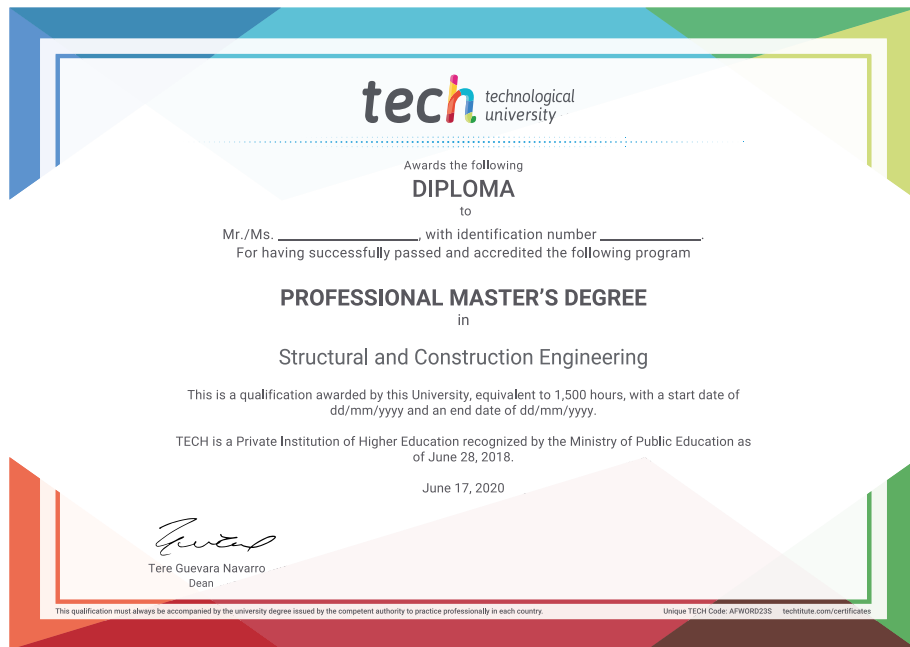 tech technological
university
Awards the following
DIPLOMA
to
Mr./Ms. ____________________, with identification number ______________.
For having successfully passed and accredited the following program
PROFESSIONAL MASTER'S DEGREE
in
Structural and Construction Engineering
This is a qualification awarded by this University, equivalent to 1,500 hours, with a start date of
dd/mm/yyyy and an end date of dd/mm/yyyy.
TECH is a Private Institution of Higher Education recognized by the Ministry of Public Education as
of June 28, 2018.
June 17, 2020
Tere Guevara Navarro
Dean
This qualification must always be accompanied by the university degree issued by the competent authority to practice professionally in each country. Unique TECH Code: AFWORD23S techtitute.com/certificates